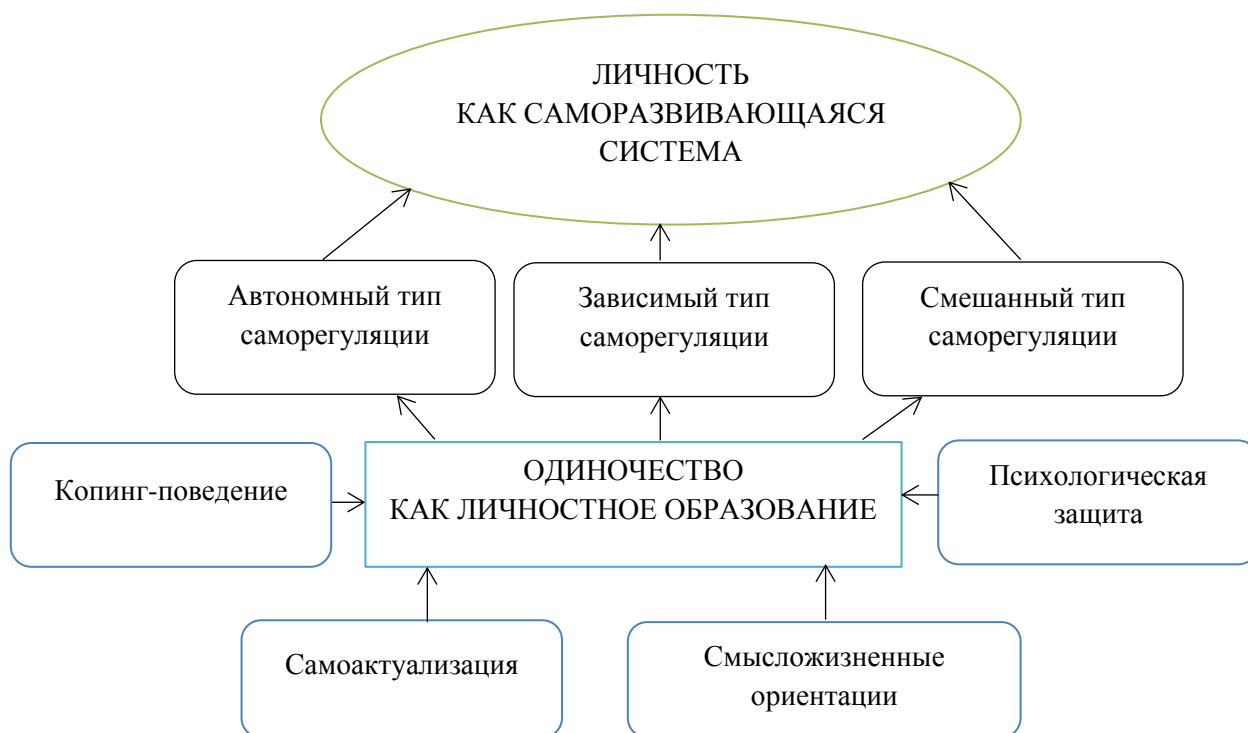 ЛИЧНОСТЬ
КАК САМОРАЗВИВАЮЩАЯСЯ
СИСТЕМА
Автономный тип
саморегуляции
Зависимый тип
саморегуляции
Смешанный тип
саморегуляции
Копинг-поведение
ОДИНОЧЕСТВО
КАК ЛИЧНОСТНОЕ ОБРАЗОВАНИЕ
Психологическая
защита
Самоактуализация
Смысложизненные
ориентации